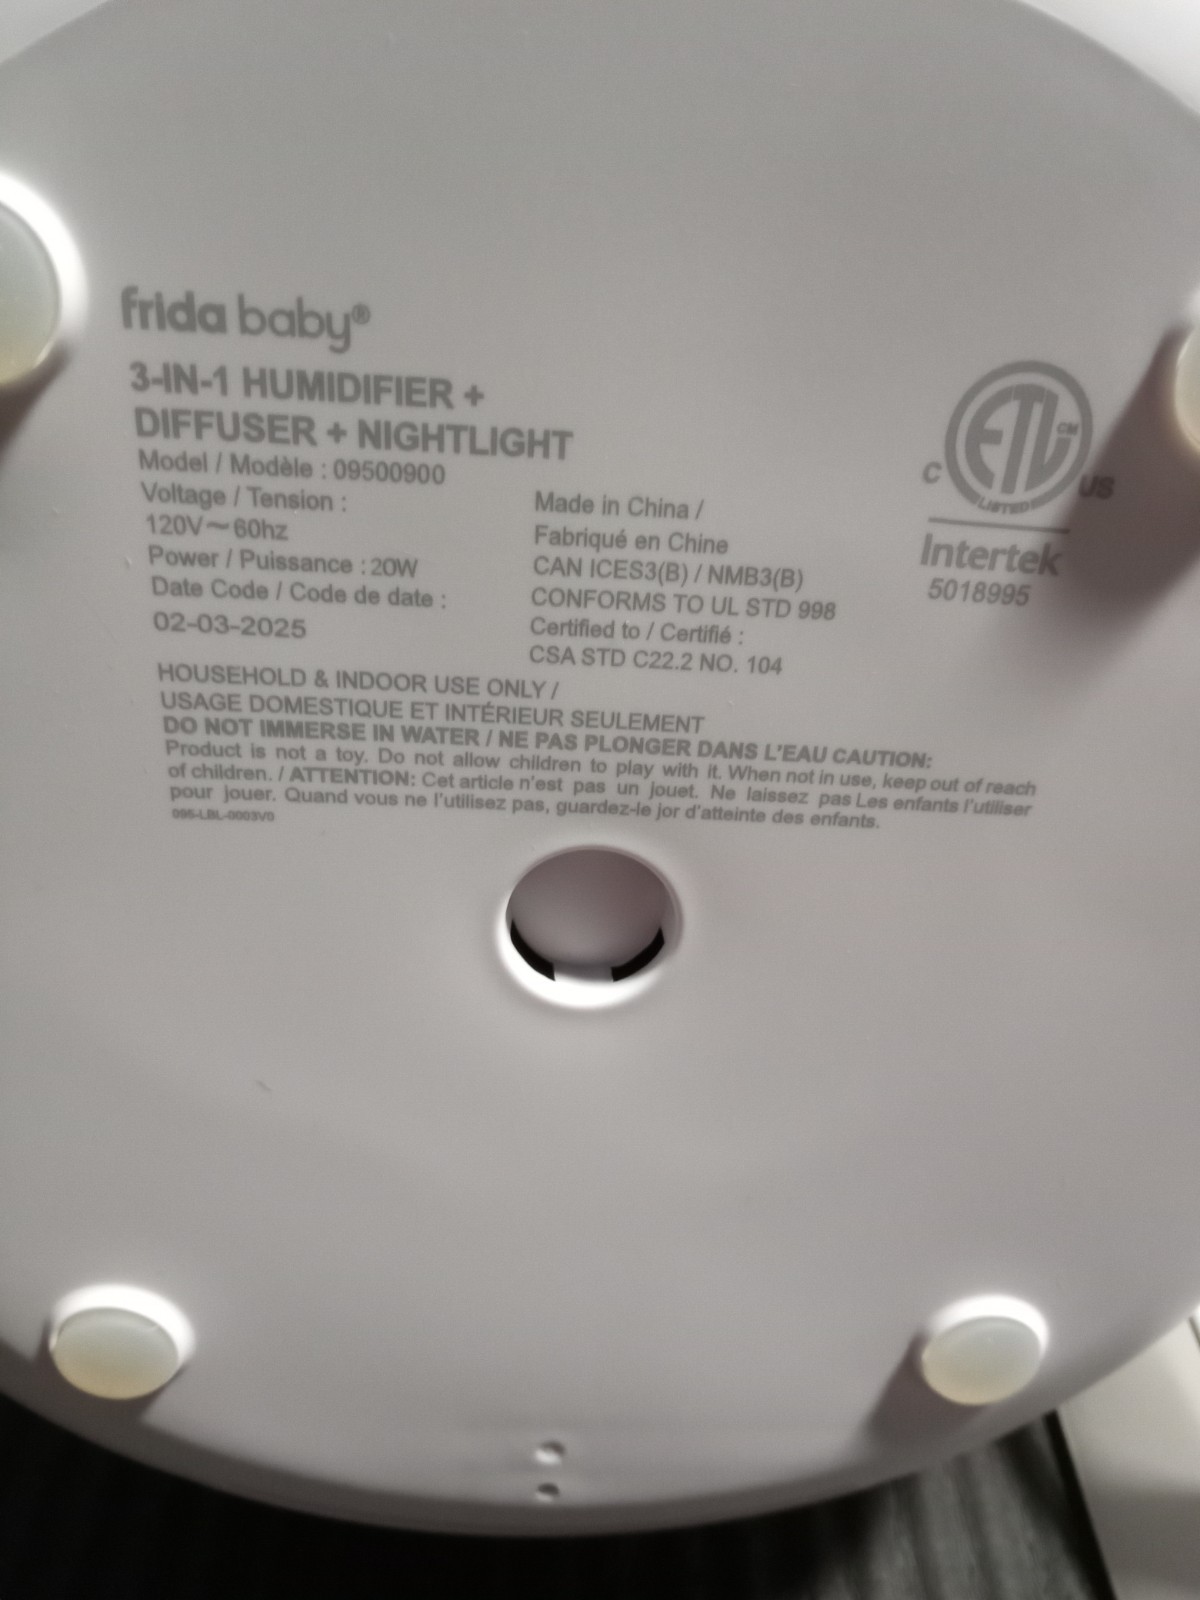 frida baby®
3-IN-1 HUMIDIFIER +
DIFFUSER + NIGHTLIGHT
Model / Modèle : 09500900
Voltage / Tension :
120V～60hz
Power / Puissance : 20W
Date Code / Code de date :
02-03-2025
Made in China /
Fabriqué en Chine
CAN ICES3(B) / NMB3(B)
CONFORMS TO UL STD 998
Certified to / Certifié :
CSA STD C22.2 NO. 104
C ETL CM US
LISTED
Intertek
5018995
HOUSEHOLD & INDOOR USE ONLY /
USAGE DOMESTIQUE ET INTÉRIEUR SEULEMENT
DO NOT IMMERSE IN WATER / NE PAS PLONGER DANS L'EAU CAUTION:
Product is not a toy. Do not allow children to play with it. When not in use, keep out of reach
of children. / ATTENTION: Cet article n'est pas un jouet. Ne laissez pas Les enfants l'utiliser
pour jouer. Quand vous ne l'utilisez pas, guardez-le jor d'atteinte des enfants.
095-LBL-0003V0